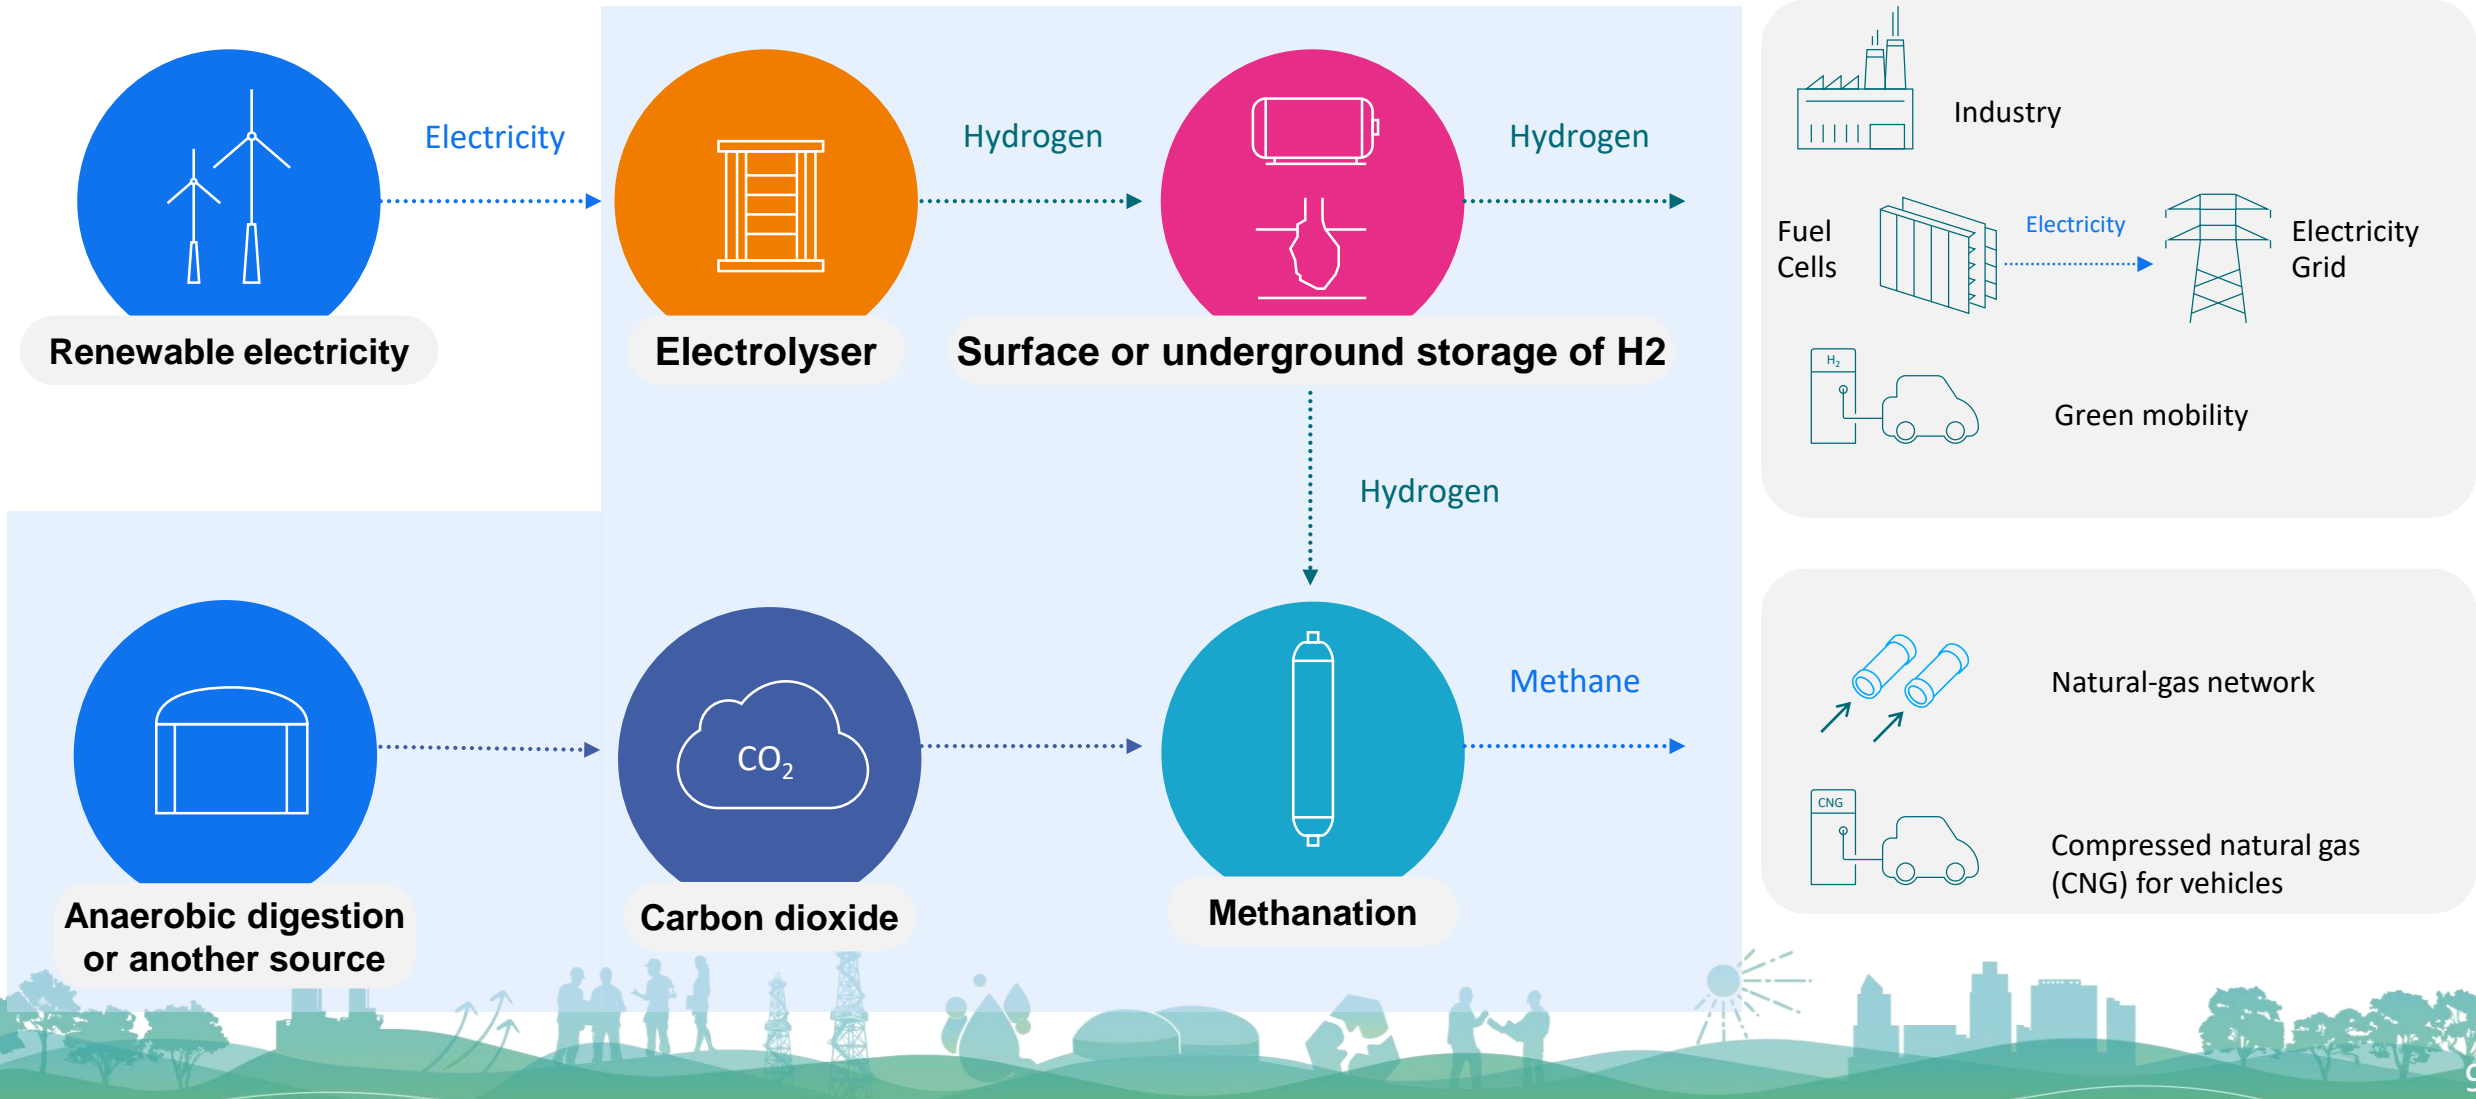 Electricity
Hydrogen
Hydrogen
Renewable electricity
Electrolyser
Surface or underground storage of H2
Industry
Fuel
Cells
Electricity
Electricity
Grid
H₂
Green mobility
Hydrogen
CO₂
Methane
Anaerobic digestion
or another source
Carbon dioxide
Methanation
Natural-gas network
CNG
Compressed natural gas
(CNG) for vehicles
9